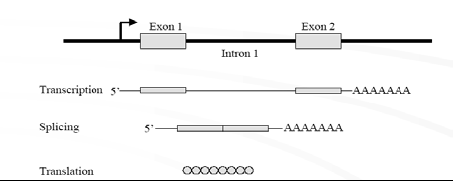 Exon 1 Exon 2
Intron 1
Transcription 5' AAAAAAA
Splicing 5' AAAAAAA
Translation